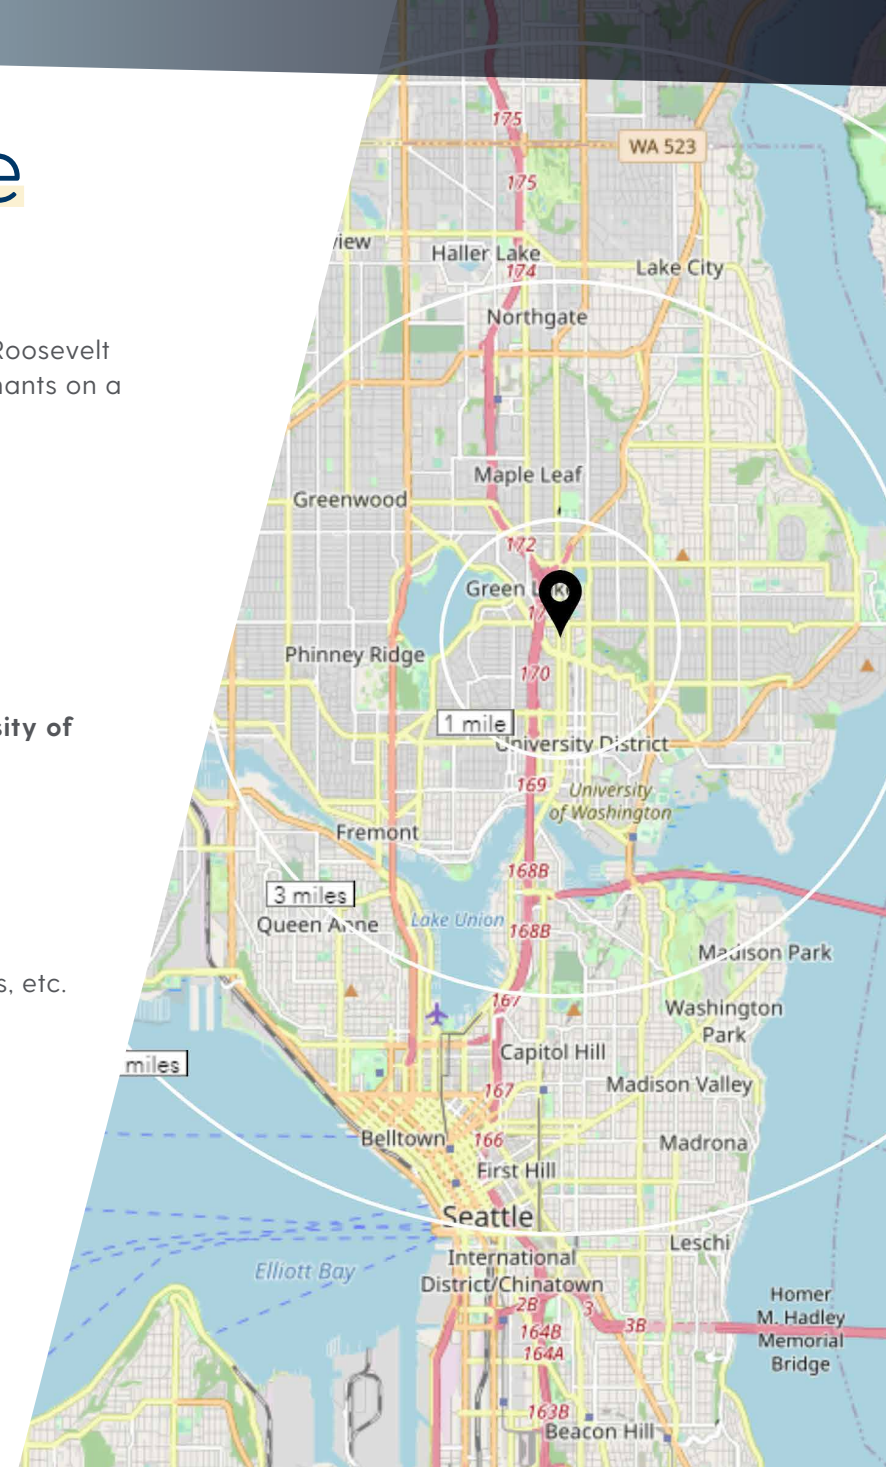 e
Roosevelt
nants on a
sity of
s, etc.
175
WA 523
175
view
Haller Lake
174
Lake City
Northgate
Maple Leaf
Greenwood
172
Green Lake
Phinney Ridge
170
1 mile
University District
169
University
of Washington
Fremont
168B
3 miles
Queen Anne
Lake Union
168B
Madison Park
167
Washington
Park
Capitol Hill
miles
Madison Valley
167
Belltown
166
Madrona
First Hill
Seattle
Leschi
International
District/Chinatown
Elliott Bay
2B
3
3B
Homer
M. Hadley
Memorial
Bridge
164B
164A
163B
Beacon Hill